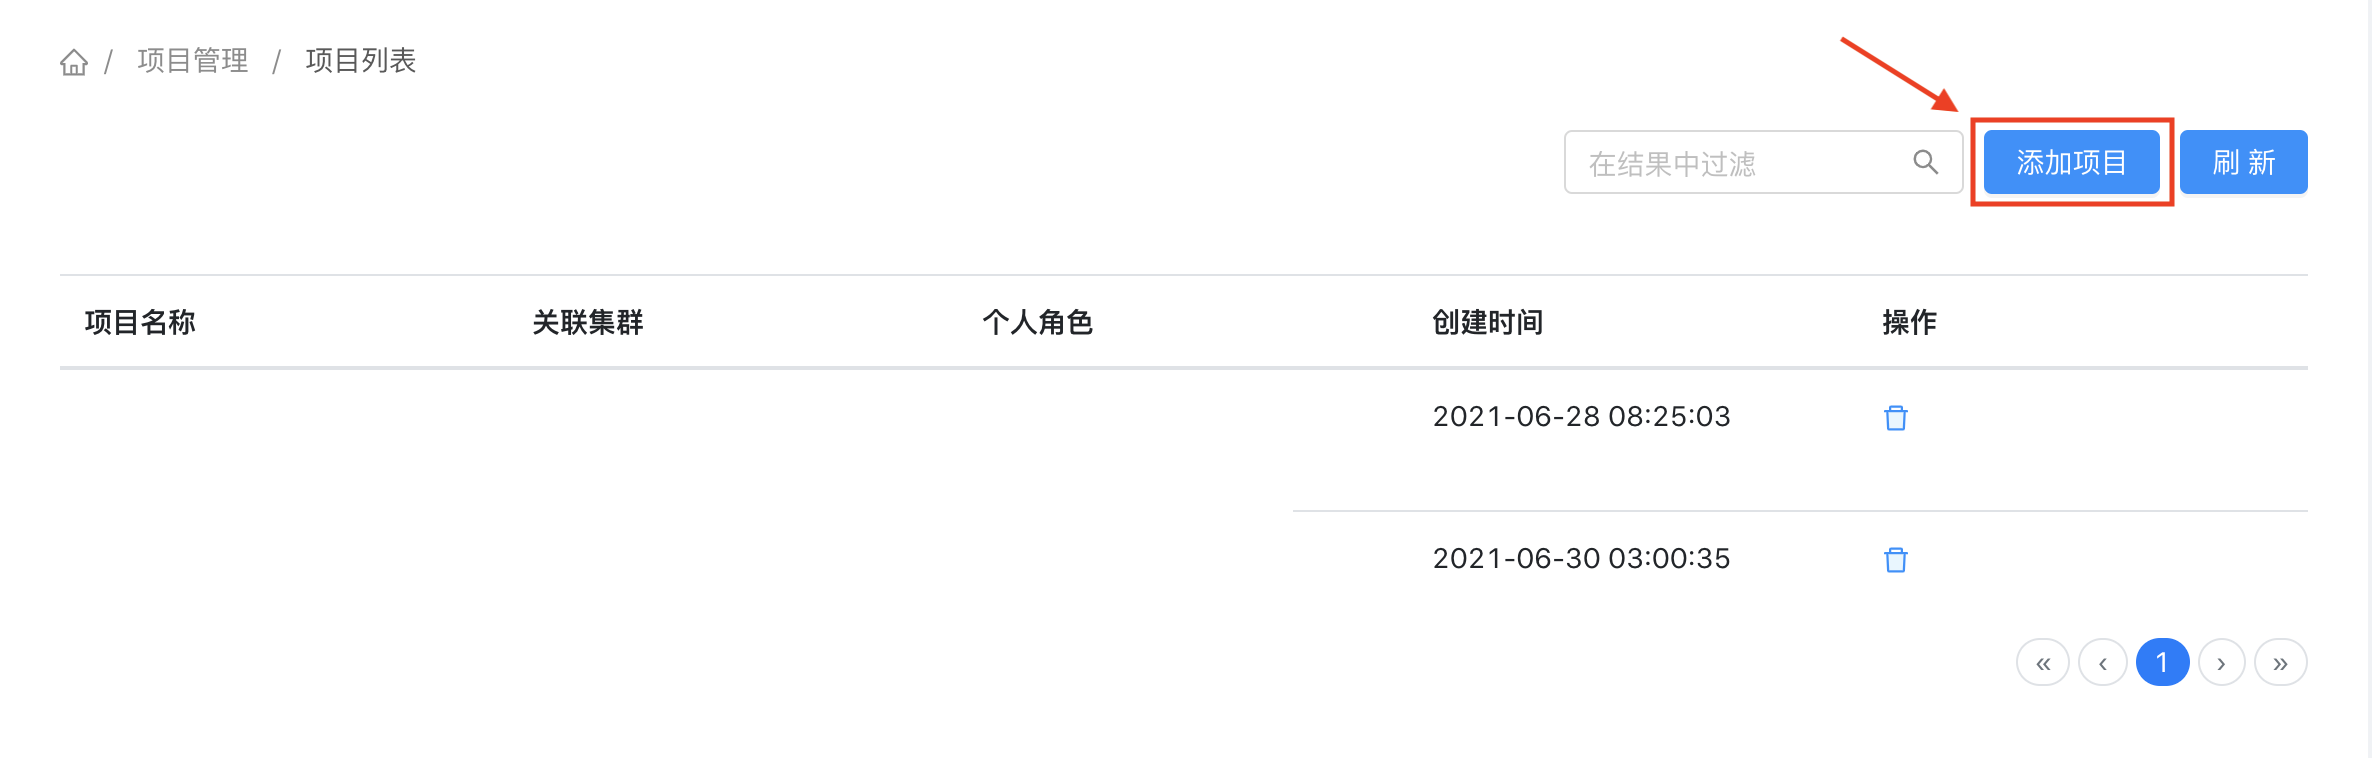 / 项目管理 / 项目列表
在结果中过滤 添加项目 刷 新
项目名称 关联集群 个人角色 创建时间 操作
2021-06-28 08:25:03
2021-06-30 03:00:35
« ‹ 1 › »